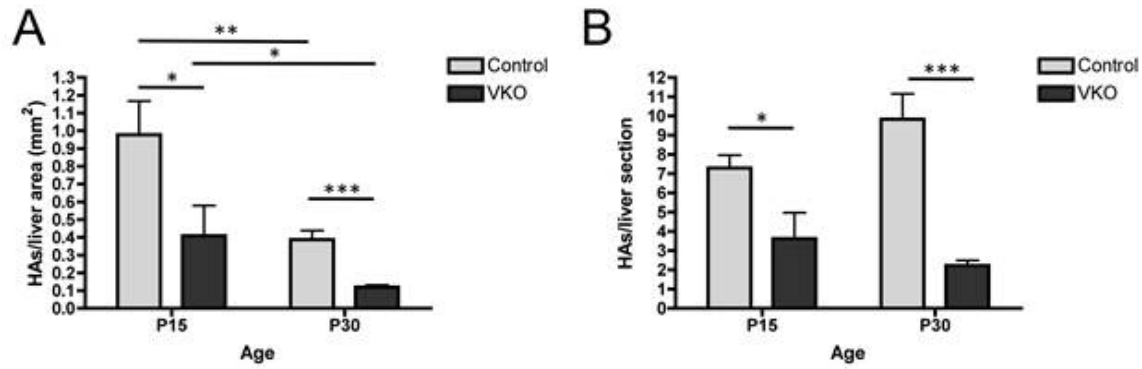 A
**
*
*
***
Control
VKO
HAs/liver area (mm²)
1.3
1.2
1.1
1.0
0.9
0.8
0.7
0.6
0.5
0.4
0.3
0.2
0.1
0.0
P15
P30
Age
B
*
***
Control
VKO
HAs/liver section
12
11
10
9
8
7
6
5
4
3
2
1
0
P15
P30
Age